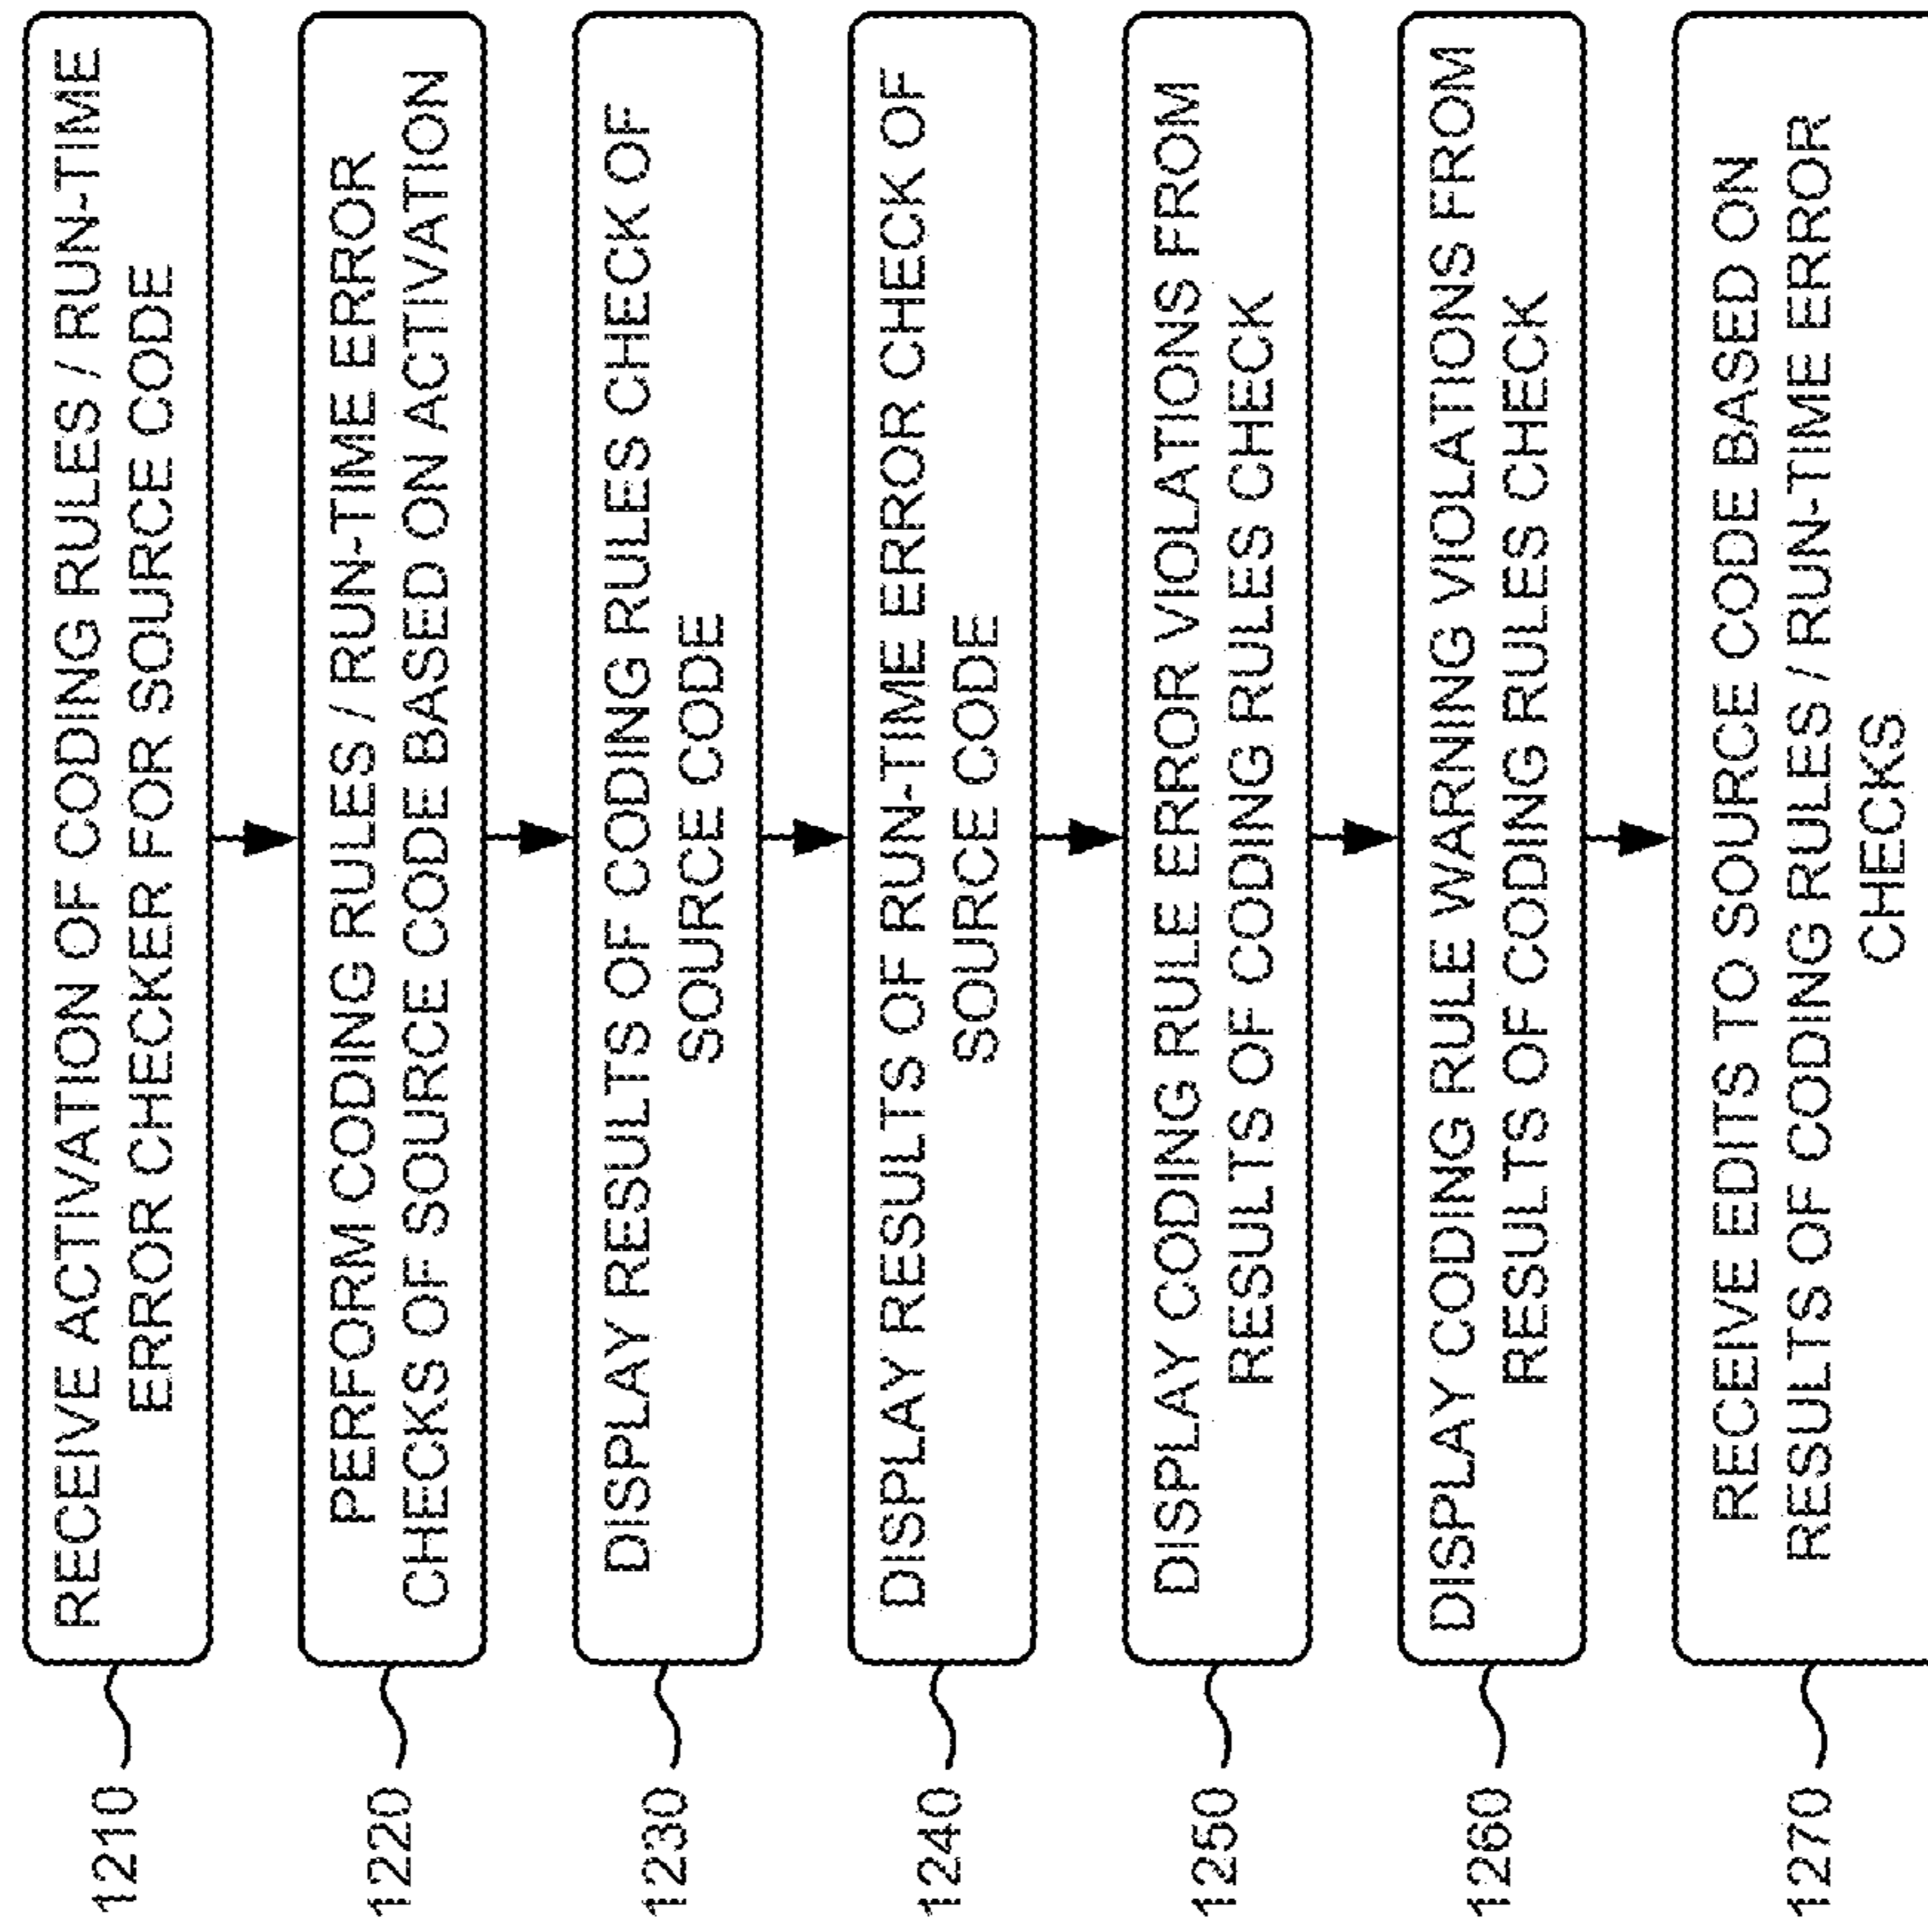 1210
RECEIVE ACTIVATION OF CODING RULES / RUN-TIME
ERROR CHECKER FOR SOURCE CODE
1220
PERFORM CODING RULES / RUN-TIME ERROR
CHECKS OF SOURCE CODE BASED ON ACTIVATION
1230
DISPLAY RESULTS OF CODING RULES CHECK OF
SOURCE CODE
1240
DISPLAY RESULTS OF RUN-TIME ERROR CHECK OF
SOURCE CODE
1250
DISPLAY CODING RULE ERROR VIOLATIONS FROM
RESULTS OF CODING RULES CHECK
1260
DISPLAY CODING RULE WARNING VIOLATIONS FROM
RESULTS OF CODING RULES CHECK
1270
RECEIVE EDITS TO SOURCE CODE BASED ON
RESULTS OF CODING RULES / RUN-TIME ERROR
CHECKS